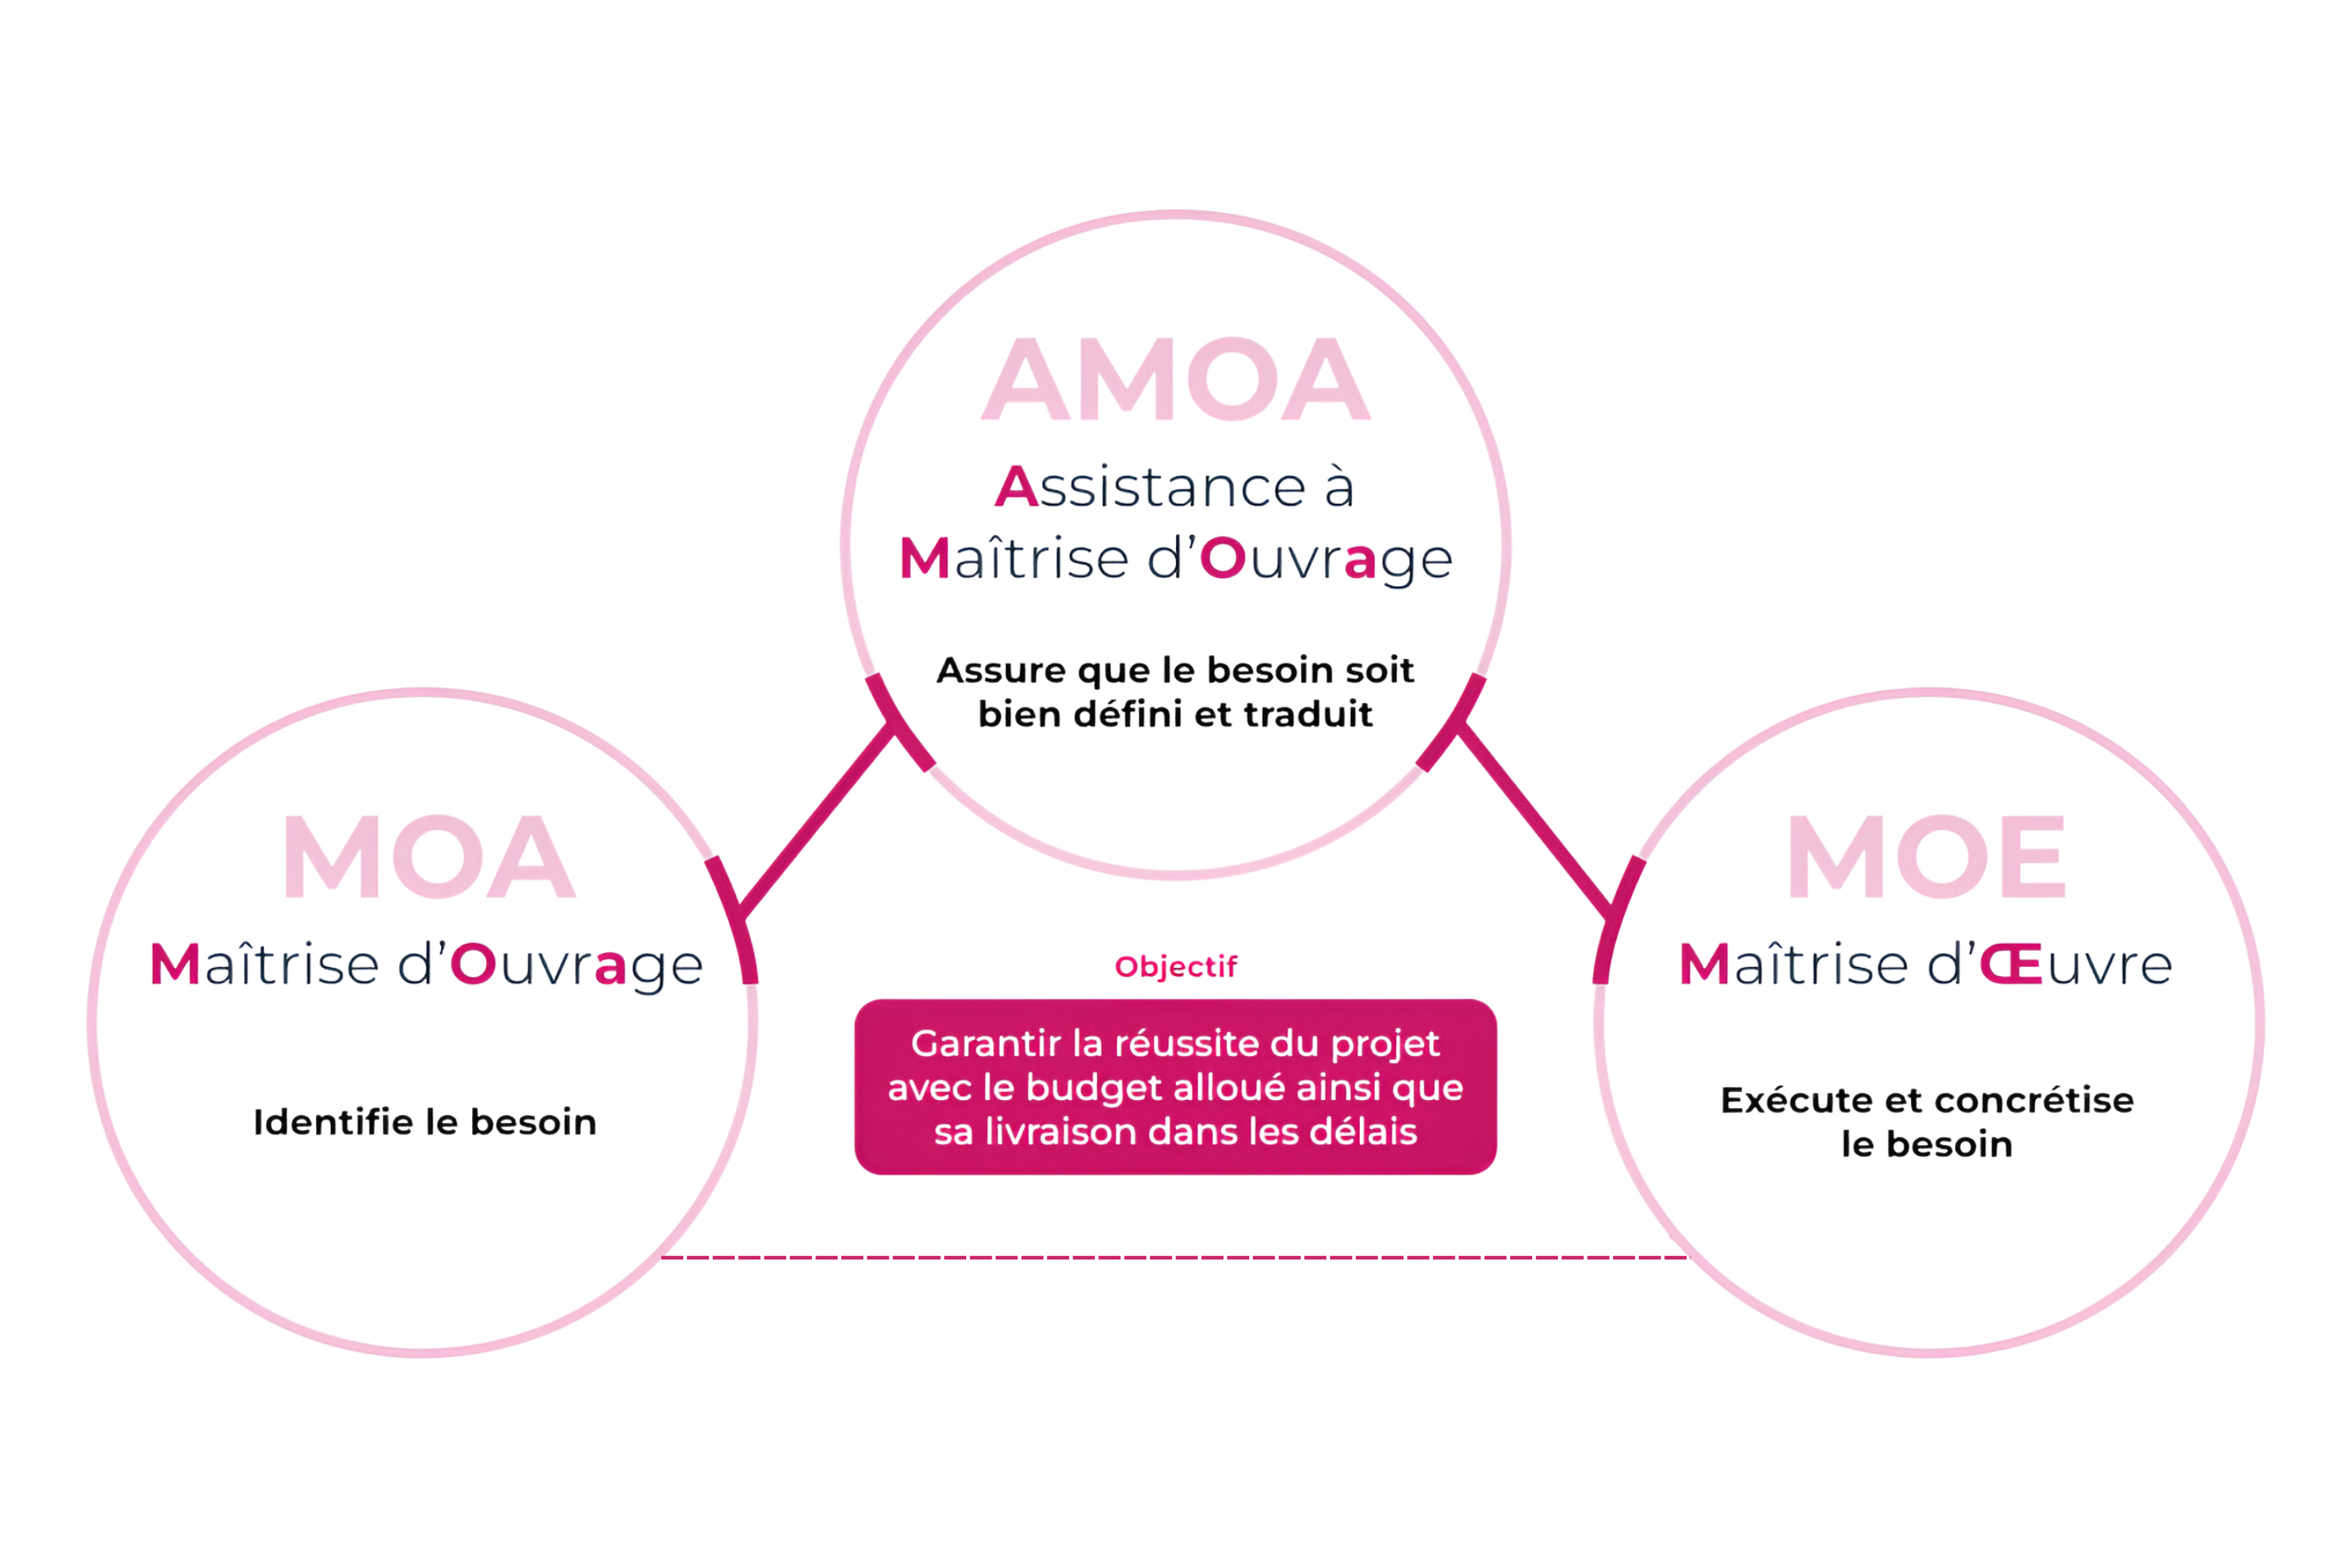 AMOA
Assistance à
Maîtrise d'Ouvrage
Assure que le besoin soit
bien défini et traduit
MOA
Maîtrise d'Ouvrage
Identifie le besoin
Objectif
Garantir la réussite du projet
avec le budget alloué ainsi que
sa livraison dans les délais
MOE
Maîtrise d'Œuvre
Exécute et concrétise
le besoin